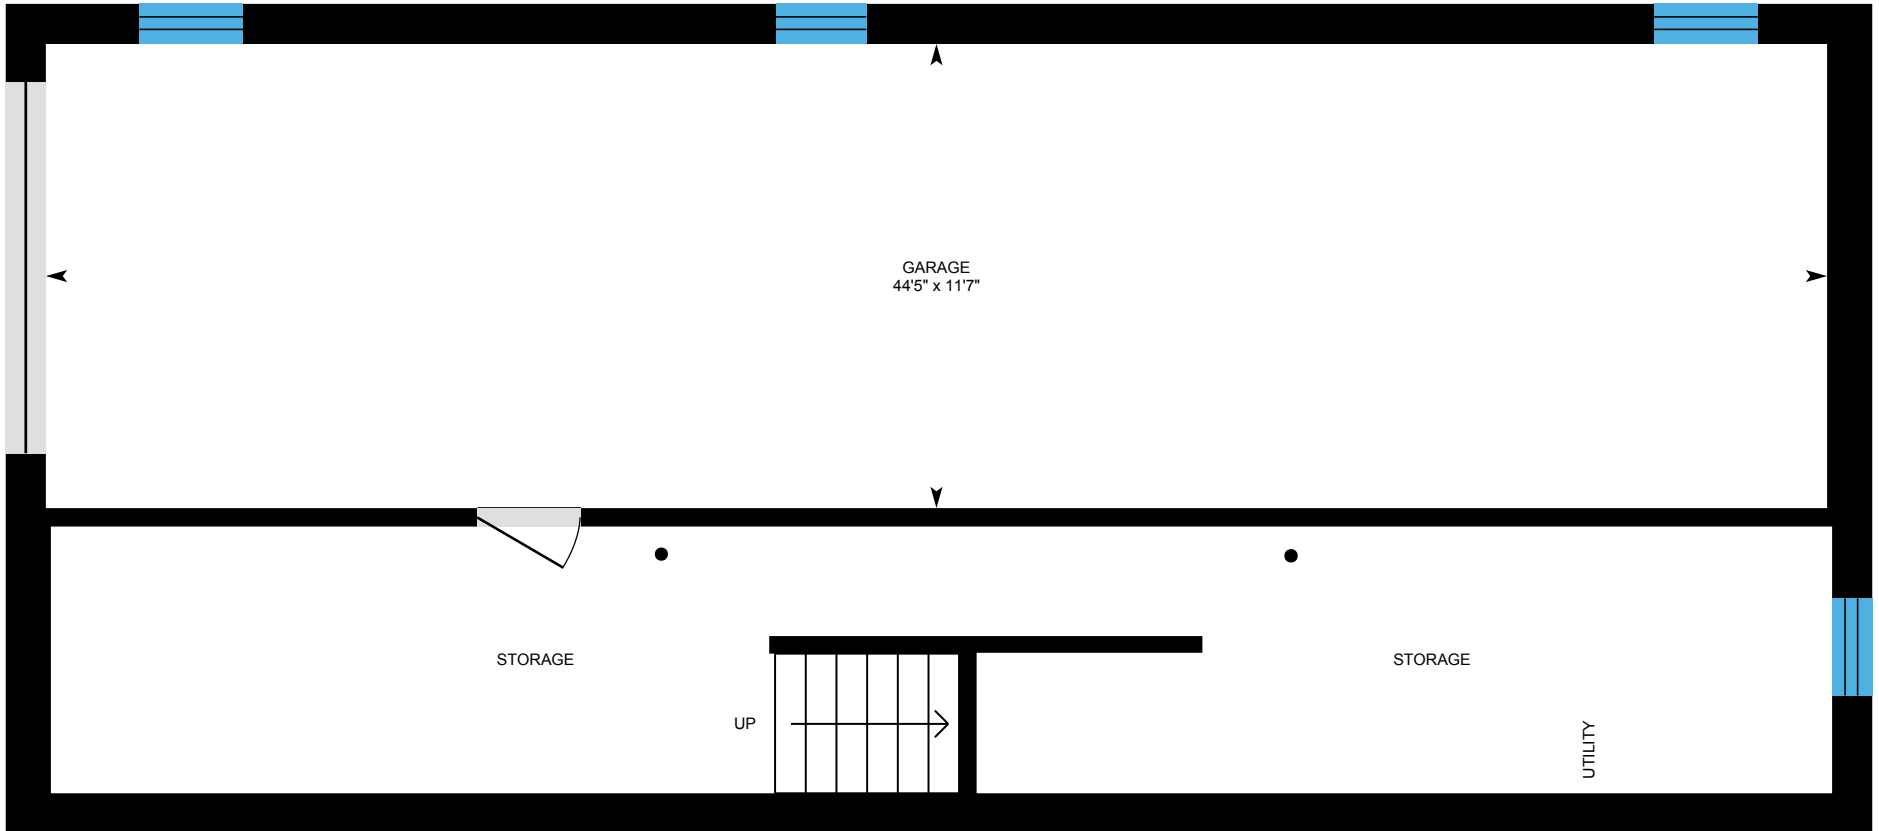 GARAGE
44'5" x 11'7"
STORAGE
STORAGE
UP
UTILITY